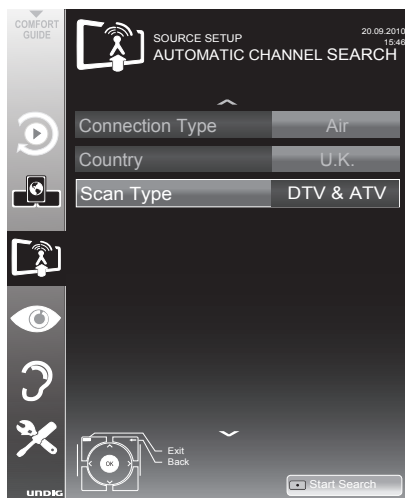 COMFORT
GUIDE
SOURCE SETUP
AUTOMATIC CHANNEL SEARCH
20.09.2010
15:46
Connection Type Air
Country U.K.
Scan Type DTV & ATV
OK
Exit
Back
Start Search
UNDIG